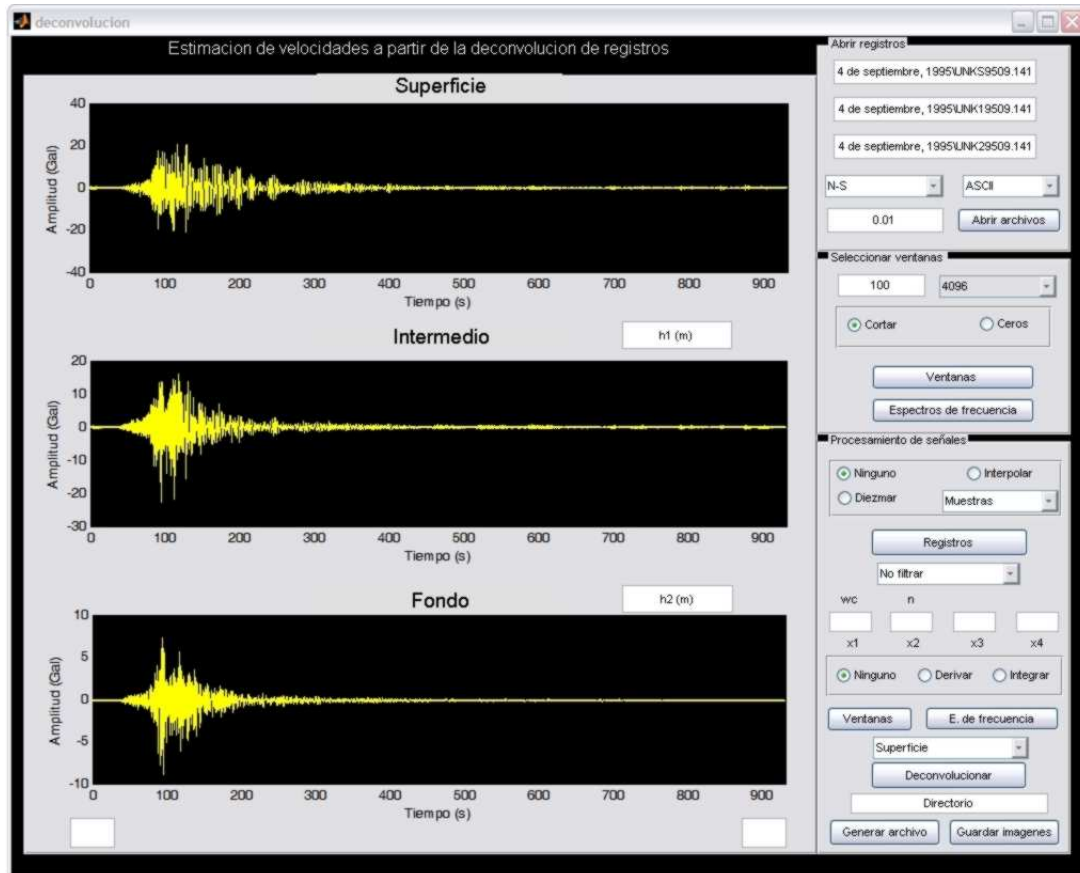 deconvolucion
Estimacion de velocidades a partir de la deconvolucion de registros
Superficie
40
20
0
-20
-40
Amplitud (Gal)
0 100 200 300 400 500 600 700 800 900
Tiempo (s)
Intermedio
h1 (m)
20
10
0
-10
-20
-30
Amplitud (Gal)
0 100 200 300 400 500 600 700 800 900
Tiempo (s)
Fondo
h2 (m)
10
5
0
-5
-10
Amplitud (Gal)
0 100 200 300 400 500 600 700 800 900
Tiempo (s)
Abrir registros
4 de septiembre, 1995\UNKS9509.141
4 de septiembre, 1995\UNK19509.141
4 de septiembre, 1995\UNK29509.141
N-S ASCII
0.01 Abrir archivos
Seleccionar ventanas
100 4096
Cortar Ceros
Ventanas
Espectros de frecuencia
Procesamiento de señales
Ninguno Interpolar
Diezmar Muestras
Registros
No filtrar
wc n
x1 x2 x3 x4
Ninguno Derivar Integrar
Ventanas E. de frecuencia
Superficie
Deconvolucionar
Directorio
Generar archivo Guardar imagenes